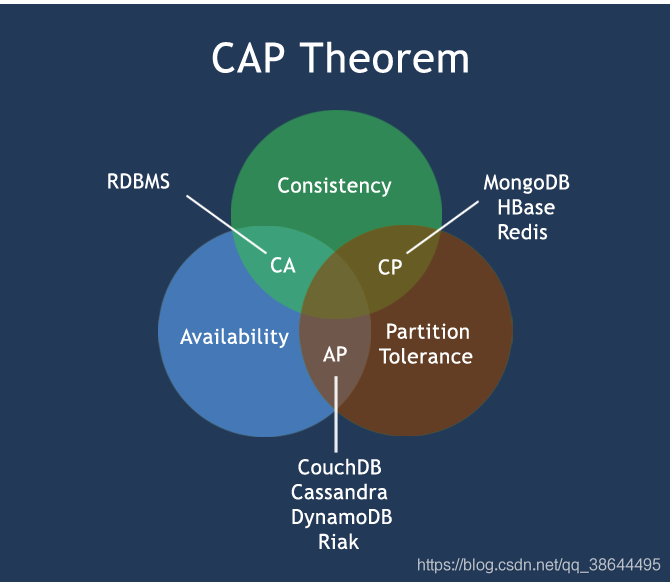 CAP Theorem
RDBMS
Consistency
MongoDB
HBase
Redis
CA
CP
Availability
Partition
Tolerance
AP
CouchDB
Cassandra
DynamoDB
Riak
https://blog.csdn.net/qq_38644495